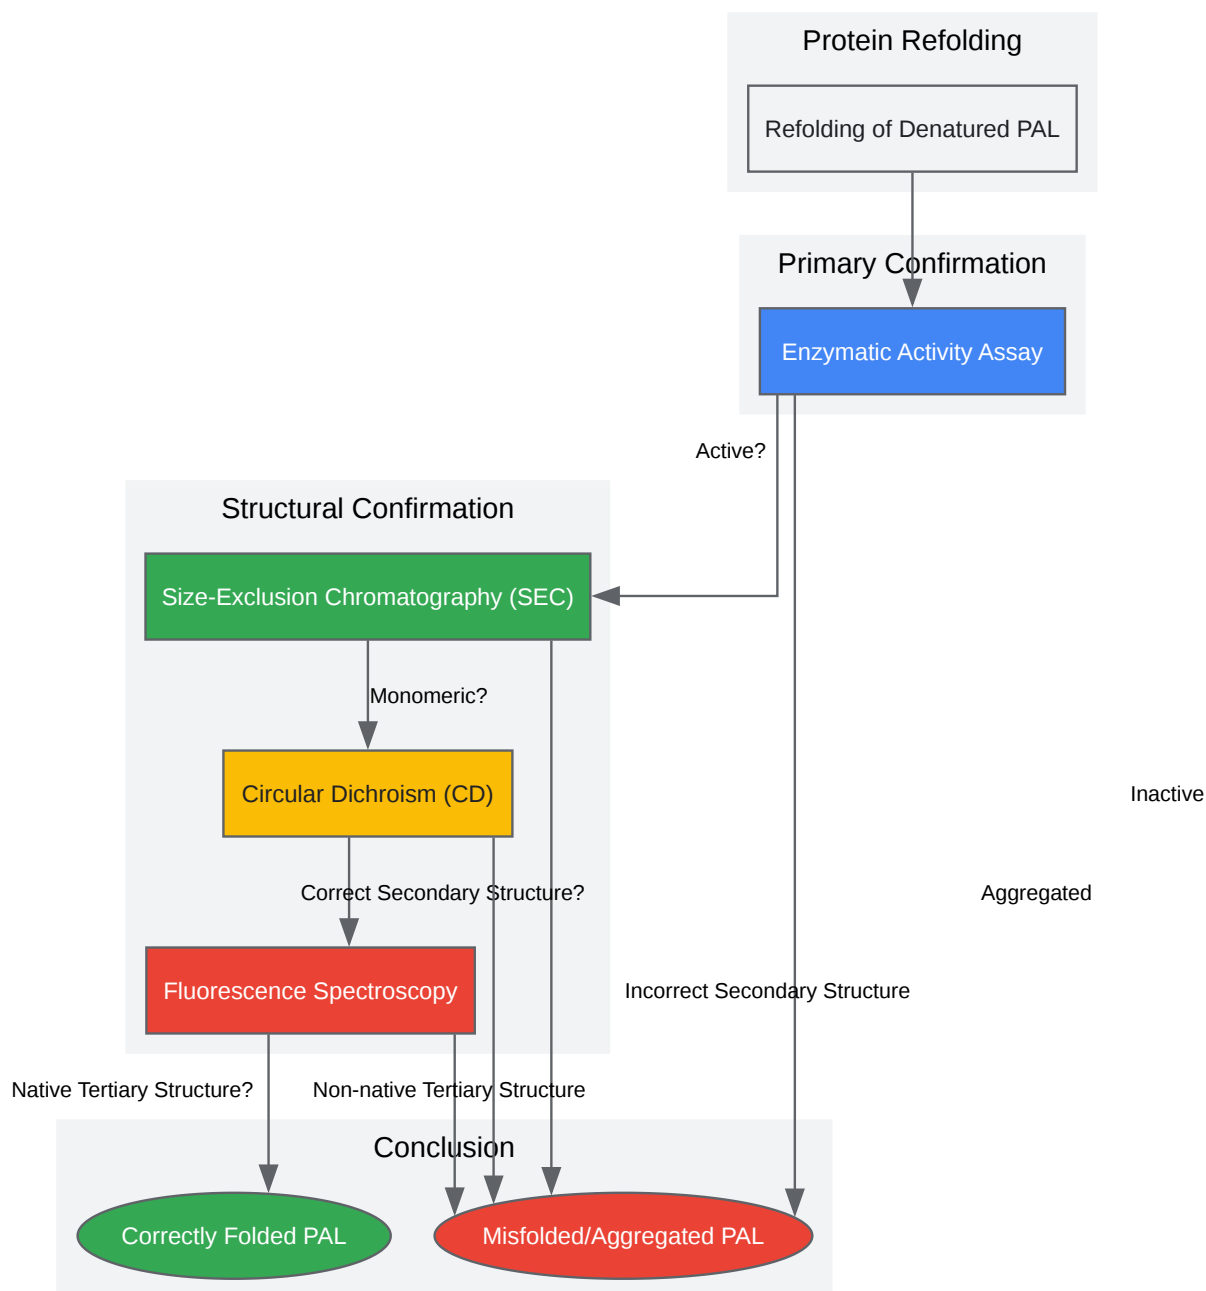 Protein Refolding
Refolding of Denatured PAL
Primary Confirmation
Enzymatic Activity Assay
Active?
Structural Confirmation
Size-Exclusion Chromatography (SEC)
Monomeric?
Circular Dichroism (CD)
Inactive
Correct Secondary Structure?
Aggregated
Fluorescence Spectroscopy
Incorrect Secondary Structure
Native Tertiary Structure?
Non-native Tertiary Structure
Conclusion
Correctly Folded PAL
Misfolded/Aggregated PAL